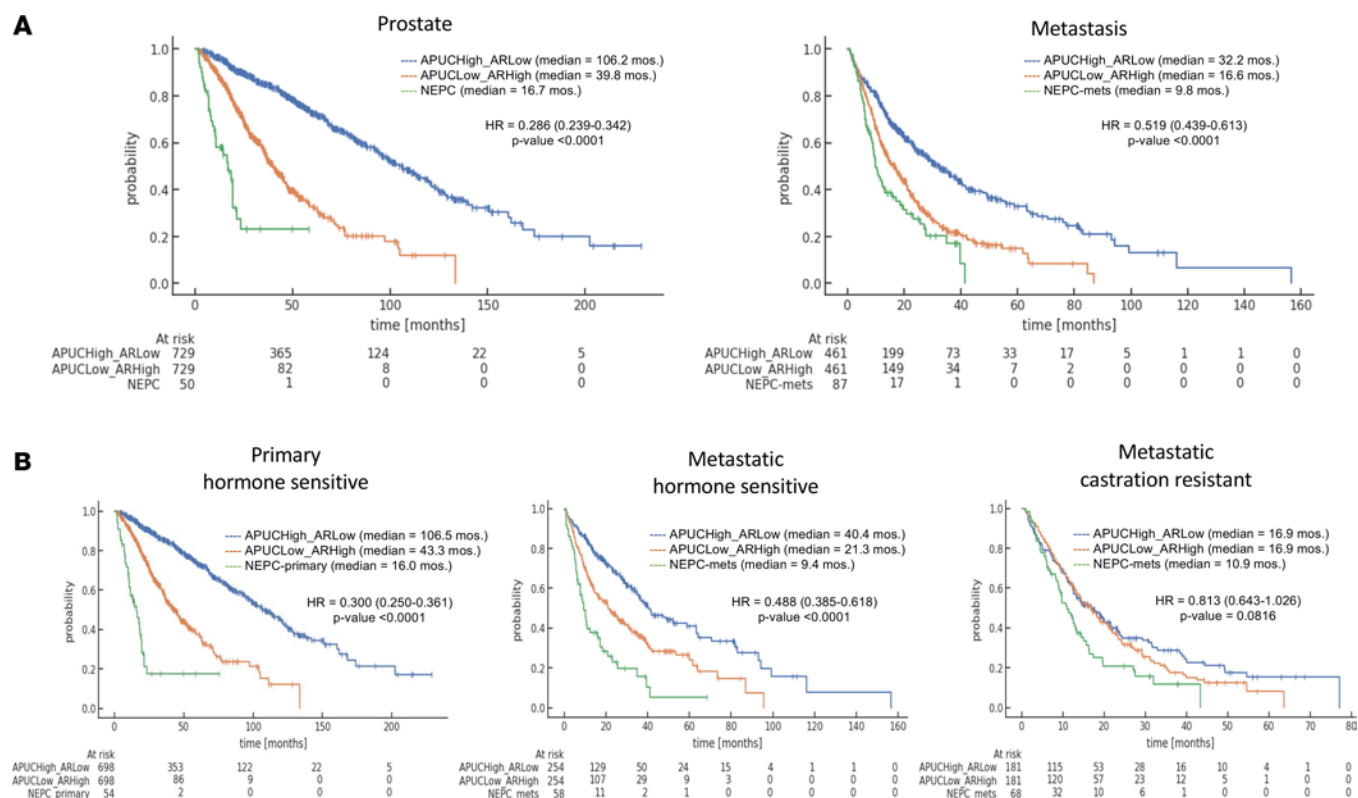 A
Prostate
APUCHigh_ARLow (median = 106.2 mos.)
APUCLow_ARHigh (median = 39.8 mos.)
NEPC (median = 16.7 mos.)
HR = 0.286 (0.239-0.342)
p-value <0.0001
probability
1.0
0.8
0.6
0.4
0.2
0.0
0 50 100 150 200
time [months]
At risk
APUCHigh_ARLow 729 365 124 22 5
APUCLow_ARHigh 729 82 8 0 0
NEPC 50 1 0 0 0
Metastasis
APUCHigh_ARLow (median = 32.2 mos.)
APUCLow_ARHigh (median = 16.6 mos.)
NEPC-mets (median = 9.8 mos.)
HR = 0.519 (0.439-0.613)
p-value <0.0001
probability
1.0
0.8
0.6
0.4
0.2
0.0
0 20 40 60 80 100 120 140 160
time [months]
At risk
APUCHigh_ARLow 461 199 73 33 17 5 1 1 0
APUCLow_ARHigh 461 149 34 7 2 0 0 0 0
NEPC-mets 87 17 1 0 0 0 0 0 0
B
Primary
hormone sensitive
APUCHigh_ARLow (median = 106.5 mos.)
APUCLow_ARHigh (median = 43.3 mos.)
NEPC-primary (median = 16.0 mos.)
HR = 0.300 (0.250-0.361)
p-value <0.0001
probability
1.0
0.8
0.6
0.4
0.2
0.0
0 50 100 150 200
time [months]
At risk
APUCHigh_ARLow 698 353 122 22 5
APUCLow_ARHigh 698 86 9 0 0
NEPC_primary 54 2 0 0 0
Metastatic
hormone sensitive
APUCHigh_ARLow (median = 40.4 mos.)
APUCLow_ARHigh (median = 21.3 mos.)
NEPC-mets (median = 9.4 mos.)
HR = 0.488 (0.385-0.618)
p-value <0.0001
probability
1.0
0.8
0.6
0.4
0.2
0.0
0 20 40 60 80 100 120 140 160
time [months]
At risk
APUCHigh_ARLow 254 129 50 24 15 4 1 1 0
APUCLow_ARHigh 254 107 29 9 3 0 0 0 0
NEPC_mets 58 11 2 1 0 0 0 0 0
Metastatic
castration resistant
APUCHigh_ARLow (median = 16.9 mos.)
APUCLow_ARHigh (median = 16.9 mos.)
NEPC-mets (median = 10.9 mos.)
HR = 0.813 (0.643-1.026)
p-value = 0.0816
probability
1.0
0.8
0.6
0.4
0.2
0.0
0 10 20 30 40 50 60 70 80
time [months]
At risk
APUCHigh_ARLow 181 115 53 28 16 10 4 1 0
APUCLow_ARHigh 181 120 57 23 12 5 1 0 0
NEPC_mets 68 32 10 6 1 0 0 0 0